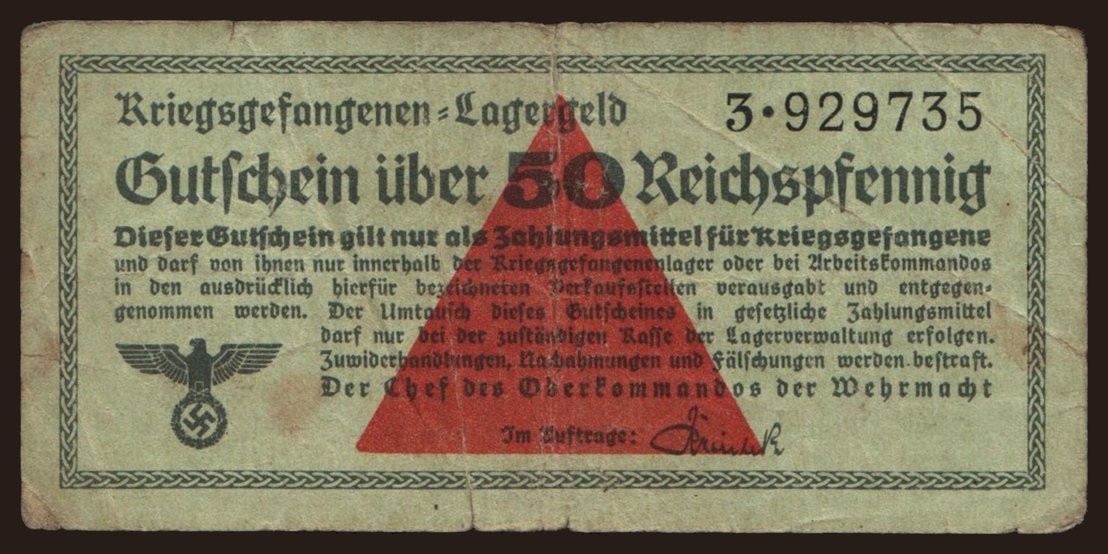 Kriegsgefangenen-Lagergeld 3·929735
Gutschein über 50 Reichspfennig
Dieser Gutschein gilt nur als Zahlungsmittel für Kriegsgefangene
und darf von ihnen nur innerhalb der Kriegsgefangenenlager oder bei Arbeitskommandos
in den ausdrücklich hierfür bezeichneten Verkaufsstellen verausgabt und entgegen-
genommen werden. Der Umtausch dieses Gutscheines in gesetzliche Zahlungsmittel
darf nur bei der zuständigen Kasse der Lagerverwaltung erfolgen.
Zuwiderhandlungen, Nachahmungen und Fälschungen werden bestraft.
Der Chef des Oberkommandos der Wehrmacht
Im Auftrage: